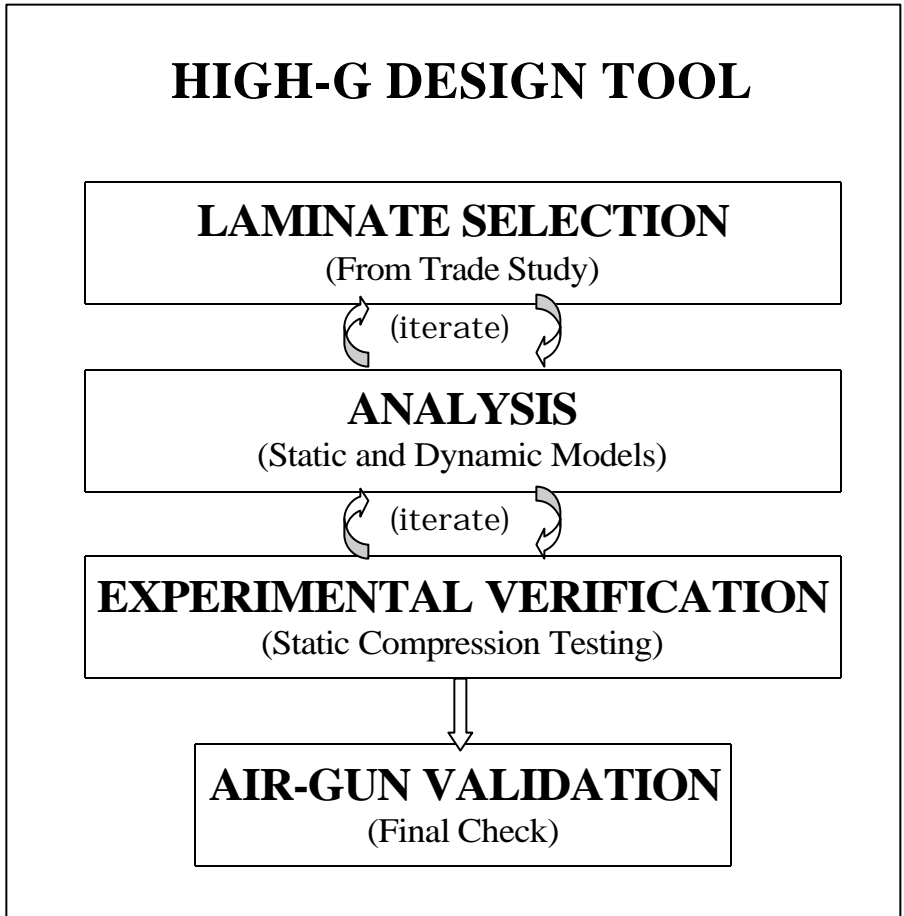 HIGH-G DESIGN TOOL
LAMINATE SELECTION
(From Trade Study)
(iterate)
ANALYSIS
(Static and Dynamic Models)
(iterate)
EXPERIMENTAL VERIFICATION
(Static Compression Testing)
AIR-GUN VALIDATION
(Final Check)